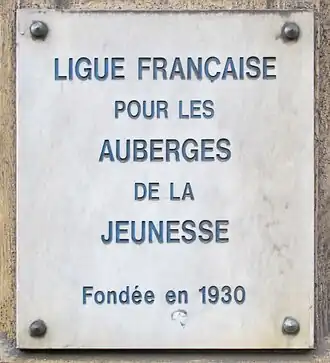 LIGUE FRANÇAISE
POUR LES
AUBERGES
DE LA
JEUNESSE
Fondée en 1930